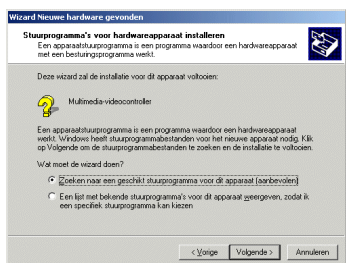 Wizard Nieuwe hardware gevonden
Stuurprogramma's voor hardwareapparaat installeren
Een apparaatstuurprogramma is een programma waardoor een hardwareapparaat
met een besturingsprogramma werkt.
Deze wizard zal de installatie voor dit apparaat voltooien:
Multimedia-videocontroller
Een apparaatstuurprogramma is een programma waardoor een hardwareapparaat
werkt. Windows heeft stuurprogrammabestanden voor het nieuwe apparaat nodig. Klik
op Volgende om de stuurprogrammabestanden te zoeken en de installatie te voltooien.
Wat moet de wizard doen?
Zoeken naar een geschikt stuurprogramma voor dit apparaat (aanbevolen)
Een lijst met bekende stuurprogramma's voor dit apparaat weergeven, zodat ik
een specifiek stuurprogramma kan kiezen
< Vorige
Volgende >
Annuleren